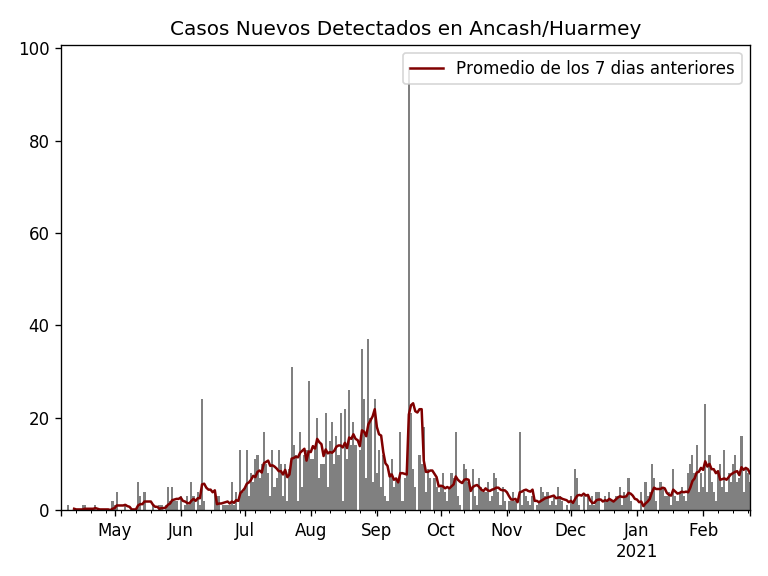 Casos Nuevos Detectados en Ancash/Huarmey
Promedio de los 7 dias anteriores
100
80
60
40
20
0
May Jun Jul Aug Sep Oct Nov Dec Jan Feb
2021